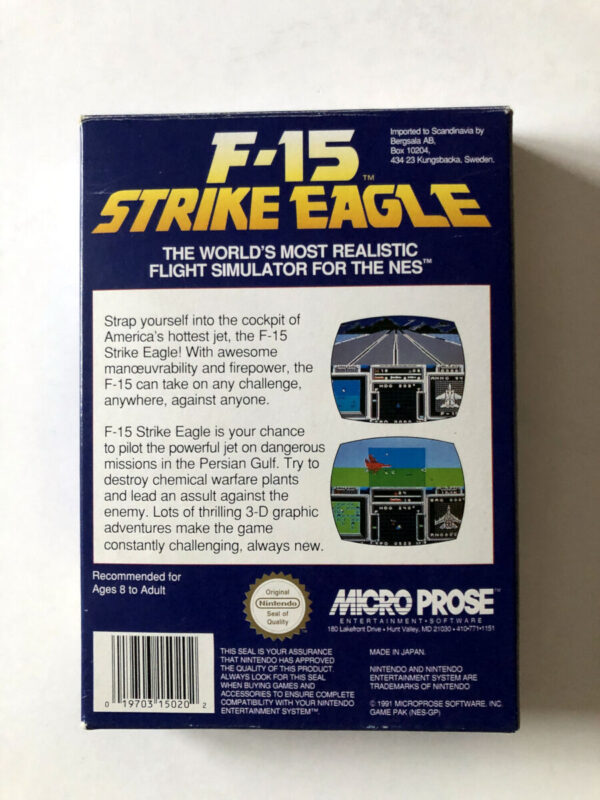 F-15™
STRIKE EAGLE
Imported to Scandinavia by
Bergsala AB,
Box 10204,
434 23 Kungsbacka, Sweden.
THE WORLD'S MOST REALISTIC
FLIGHT SIMULATOR FOR THE NES™
Strap yourself into the cockpit of
America's hottest jet, the F-15
Strike Eagle! With awesome
manœuvrability and firepower, the
F-15 can take on any challenge,
anywhere, against anyone.
F-15 Strike Eagle is your chance
to pilot the powerful jet on dangerous
missions in the Persian Gulf. Try to
destroy chemical warfare plants
and lead an assult against the
enemy. Lots of thrilling 3-D graphic
adventures make the game
constantly challenging, always new.
Recommended for
Ages 8 to Adult
Original
Nintendo
Seal of
Quality
MICRO PROSE™
ENTERTAINMENT • SOFTWARE
180 Lakefront Drive • Hunt Valley, MD 21030 • 410-771-1151
0 19703 15020 2
THIS SEAL IS YOUR ASSURANCE
THAT NINTENDO HAS APPROVED
THE QUALITY OF THIS PRODUCT.
ALWAYS LOOK FOR THIS SEAL
WHEN BUYING GAMES AND
ACCESSORIES TO ENSURE COMPLETE
COMPATIBILITY WITH YOUR NINTENDO
ENTERTAINMENT SYSTEM™.
MADE IN JAPAN.
NINTENDO AND NINTENDO
ENTERTAINMENT SYSTEM ARE
TRADEMARKS OF NINTENDO
© 1991 MICROPROSE SOFTWARE, INC.
GAME PAK (NES-GP)